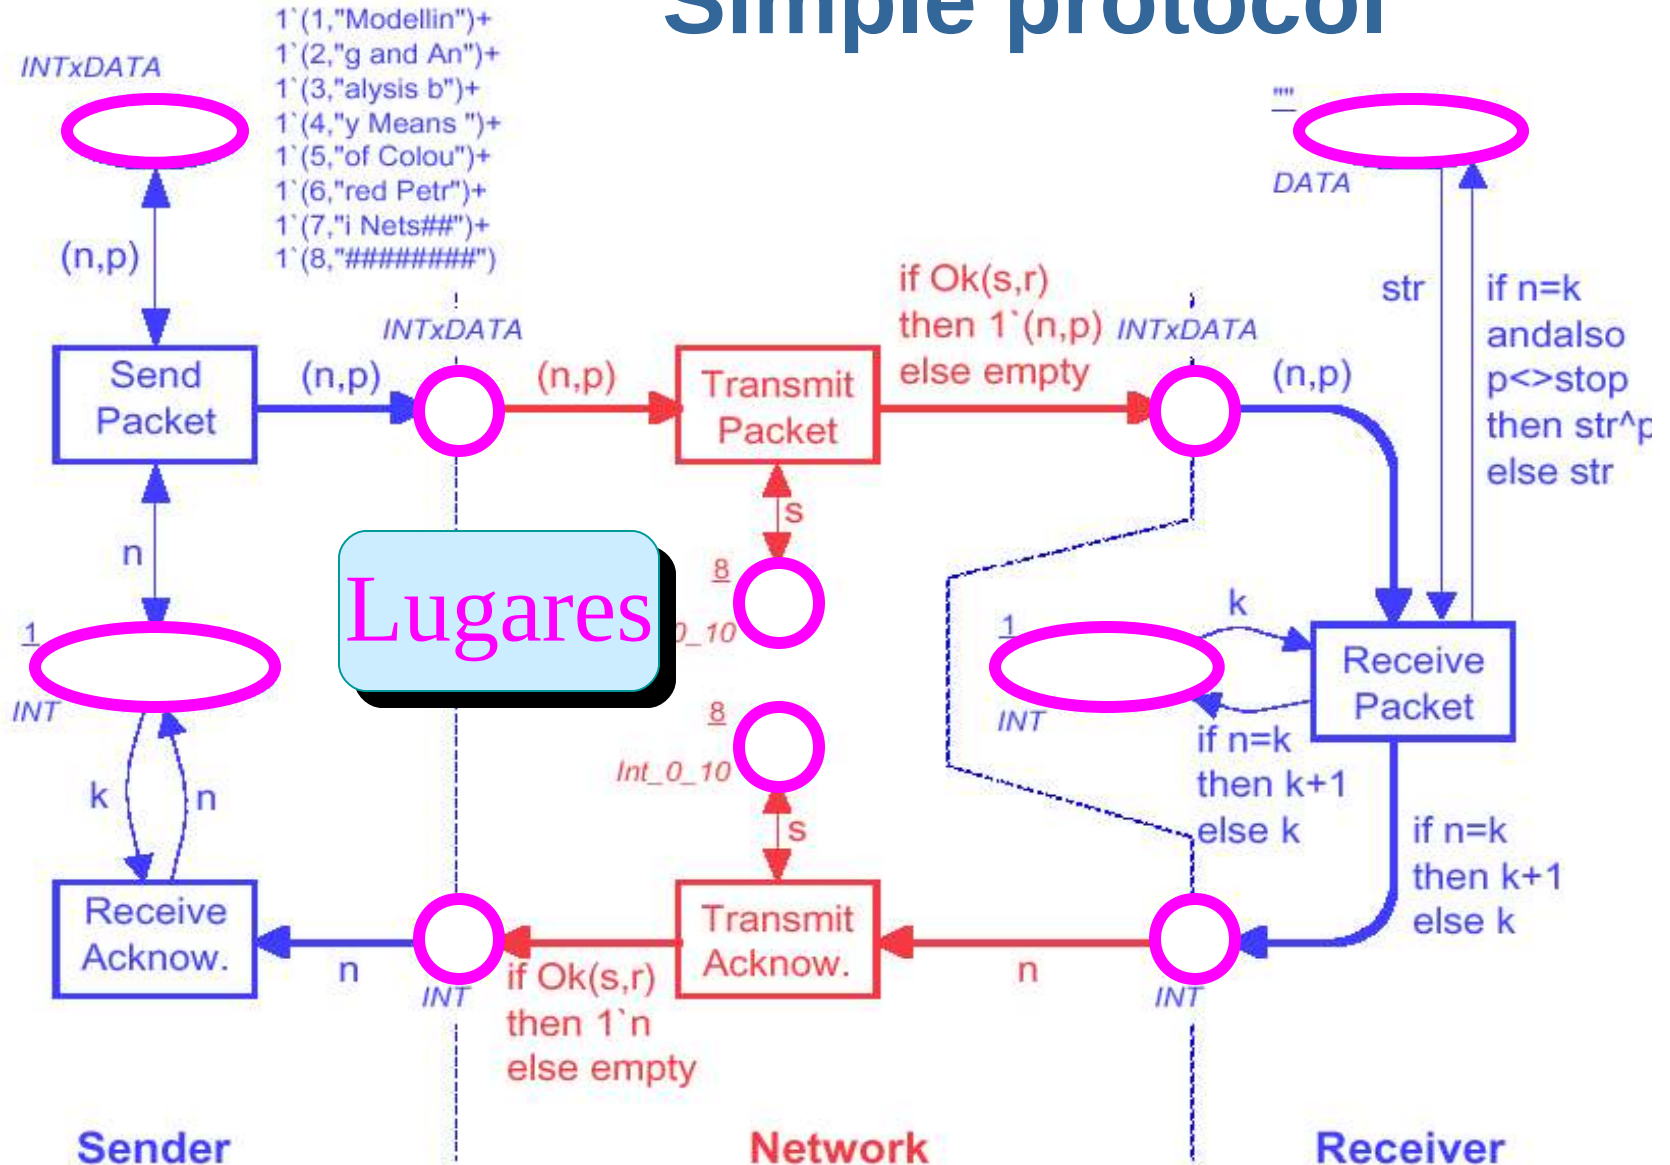 Simple protocol
1`(1,"Modellin")+
1`(2,"g and An")+
1`(3,"alysis b")+
1`(4,"y Means ")+
1`(5,"of Colou")+
1`(6,"red Petr")+
1`(7,"i Nets##")+
1`(8,"########")
INTxDATA
(n,p)
Send
Packet
(n,p)
INTxDATA
(n,p)
Transmit
Packet
if Ok(s,r)
then 1`(n,p)
else empty
INTxDATA
(n,p)
""
DATA
str
if n=k
andalso
p<>stop
then str^p
else str
n
1
INT
Lugares
s
8
0_10
8
Int_0_10
s
1
INT
k
Receive
Packet
if n=k
then k+1
else k
if n=k
then k+1
else k
k
n
Receive
Acknow.
n
INT
if Ok(s,r)
then 1`n
else empty
Transmit
Acknow.
n
INT
Sender
Network
Receiver